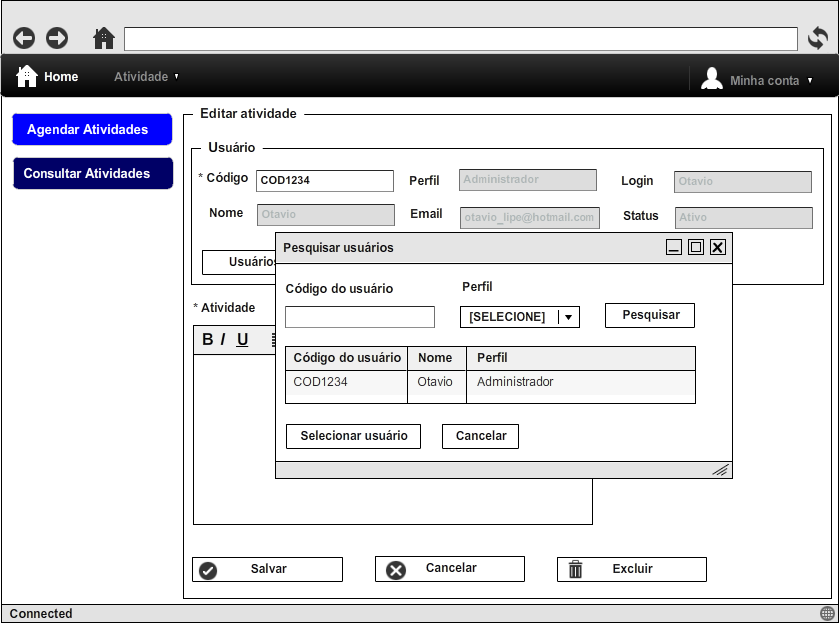 Home
Atividade
Minha conta
Agendar Atividades
Consultar Atividades
Editar atividade
Usuário
* Código COD1234 Perfil Administrador Login Otavio
Nome Otavio Email otavio_lipe@hotmail.com Status Ativo
Usuários
Pesquisar usuários
Código do usuário Perfil
[SELECIONE] Pesquisar
Código do usuário Nome Perfil
COD1234 Otavio Administrador
Selecionar usuário Cancelar
* Atividade
B I U
Salvar Cancelar Excluir
Connected